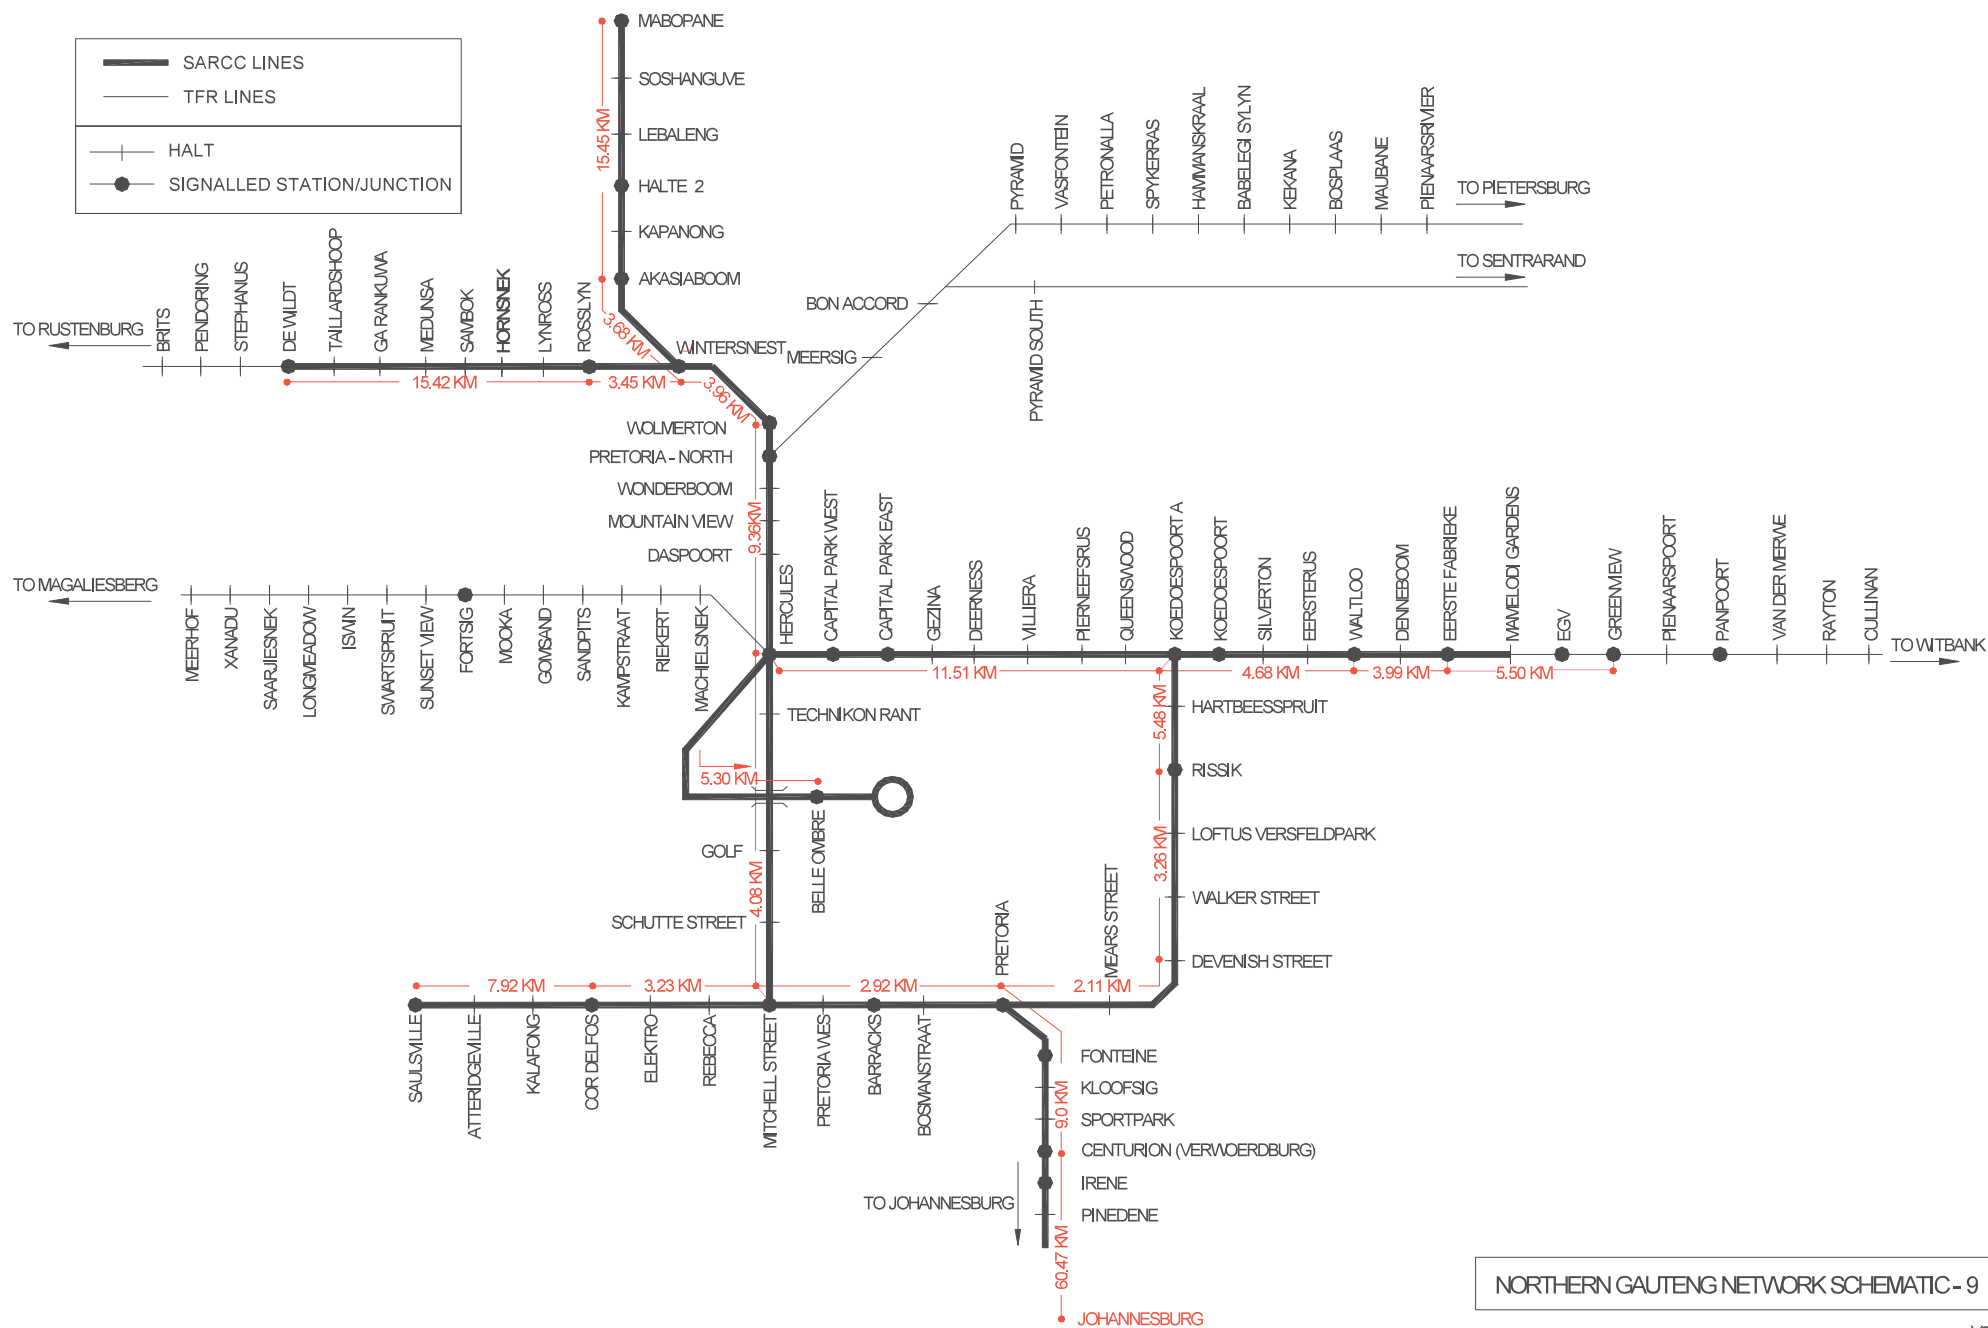 SARCC LINES
TFR LINES
HALT
SIGNALLED STATION/JUNCTION
MABOPANE
SOSHANGUVE
LEBALENG
HALTE 2
KAPANONG
AKASIABOOM
15.45 KM
3.68 KM
WINTERSNEST
TO RUSTENBURG
BRITS
PENDORING
STEPHANUS
DE WILDT
TAILLARDSHOOP
GA RANKUWA
MEDUNSA
SAMBOK
HORNSNEK
LYNROSS
ROSSLYN
15.42 KM
3.45 KM
3.96 KM
PYRAMID
VASFONTEIN
PETRONALLA
SPYKERRAS
HAMMANSKRAAL
BABELEGI SYLYN
KEKANA
BOSPLAAS
MAUBANE
PIENAARSRIVIER
TO PIETERSBURG
TO SENTRARAND
BON ACCORD
MEERSIG
PYRAMID SOUTH
WOLMERTON
PRETORIA - NORTH
WONDERBOOM
MOUNTAIN VIEW
DASPOORT
9.36KM
TO MAGALIESBERG
MEERHOF
XANADU
SAARJIESNEK
LONGMEADOW
ISWIN
SWARTSPRUIT
SUNSET VIEW
FORTSIG
MOOKA
GOMSAND
SANDPITS
KAMPSTRAAT
RIEKERT
MACHIELSNEK
HERCULES
CAPITAL PARK WEST
CAPITAL PARK EAST
GEZINA
DEERNESS
VILLIERA
PIERNEEFSRUS
QUEENSWOOD
KOEDOESPOORT A
KOEDOESPOORT
SILVERTON
EERSTERUS
WALTLOO
DENNEBOOM
EERSTE FABRIEKE
MAMELODI GARDENS
EGV
GREENVIEW
PIENAARSPOORT
PANPOORT
VAN DER MERWE
RAYTON
CULLINAN
TO WITBANK
11.51 KM
4.68 KM
3.99 KM
5.50 KM
TECHNIKON RANT
5.30 KM
BELLE OMBRE
GOLF
SCHUTTE STREET
4.08 KM
5.48 KM
HARTBEESSPRUIT
RISSIK
LOFTUS VERSFELDPARK
3.26 KM
WALKER STREET
DEVENISH STREET
PRETORIA
MEARS STREET
7.92 KM
3.23 KM
2.92 KM
2.11 KM
SAULSVILLE
ATTERIDGEVILLE
KALAFONG
COR DELFOS
ELEKTRO
REBECCA
MITCHELL STREET
PRETORIA WES
BARRACKS
BOSMANSTRAAT
FONTEINE
KLOOFSIG
SPORTPARK
CENTURION (VERWOERDBURG)
IRENE
PINEDENE
9.0 KM
TO JOHANNESBURG
60.47 KM
JOHANNESBURG
NORTHERN GAUTENG NETWORK SCHEMATIC - 9